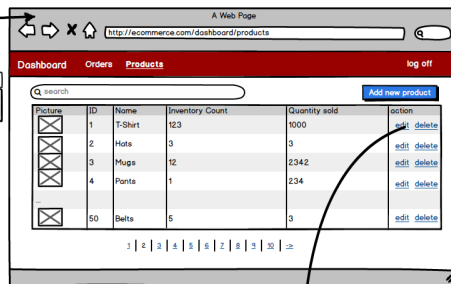 A Web Page
http://ecommerce.com/dashboard/products
Dashboard Orders Products log off
search Add new product
Picture ID Name Inventory Count Quantity sold action
1 T-Shirt 123 1000 edit delete
2 Hats 3 3 edit delete
3 Mugs 12 2342 edit delete
4 Pants 1 234 edit delete
... edit delete
50 Belts 5 3 edit delete
1 | 2 | 3 | 4 | 5 | 6 | 7 | 8 | 9 | 10 | ->